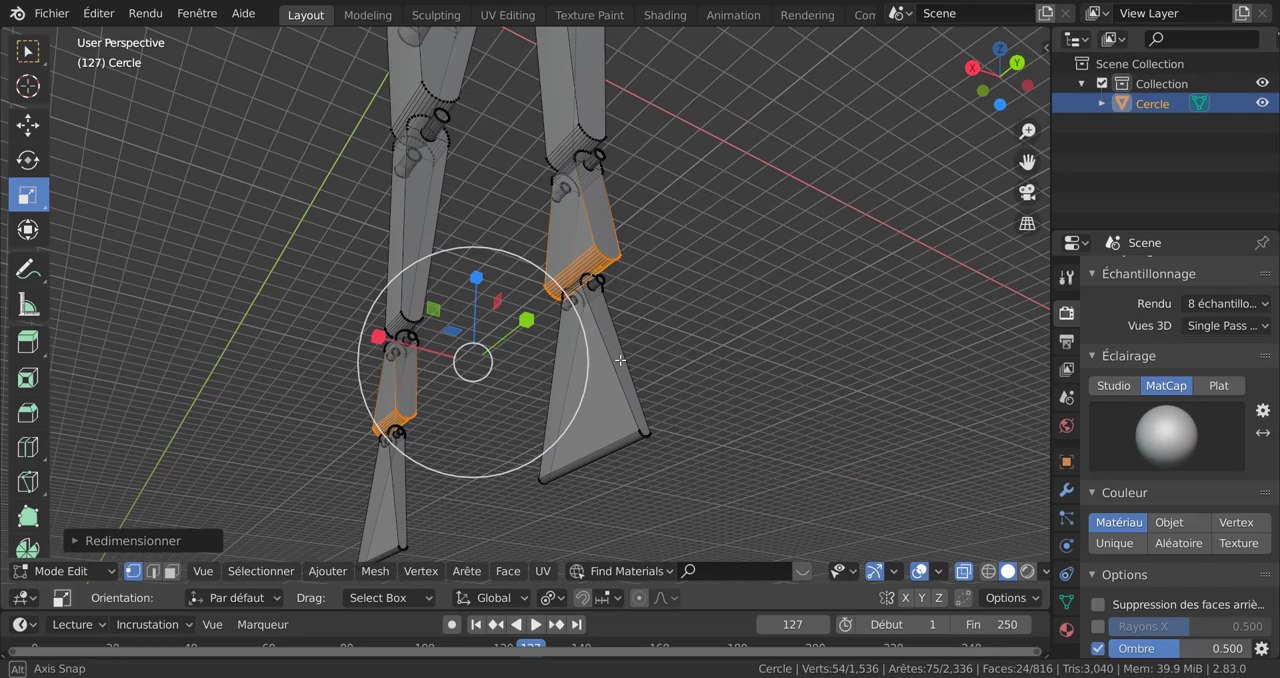 Fichier Éditer Rendu Fenêtre Aide Layout Modeling Sculpting UV Editing Texture Paint Shading Animation Rendering Com Scene View Layer
User Perspective
(127) Cercle
X Y Z
Scene Collection
Collection
Cercle
Scene
Échantillonnage
Rendu 8 échantillo...
Vues 3D Single Pass ...
Éclairage
Studio MatCap Plat
Couleur
Matériau Objet Vertex
Unique Aléatoire Texture
Options
Suppression des faces arriè...
Rayons X 0.500
Ombre 0.500
Redimensionner
Mode Edit Vue Sélectionner Ajouter Mesh Vertex Arête Face UV Find Materials
Orientation: Par défaut Drag: Select Box Global X Y Z Options
Lecture Incrustation Vue Marqueur 127 Début 1 Fin 250
Alt Axis Snap Cercle | Verts:54/1,536 | Arêtes:75/2,336 | Faces:24/816 | Tris:3,040 | Mem: 39.9 MiB | 2.83.0